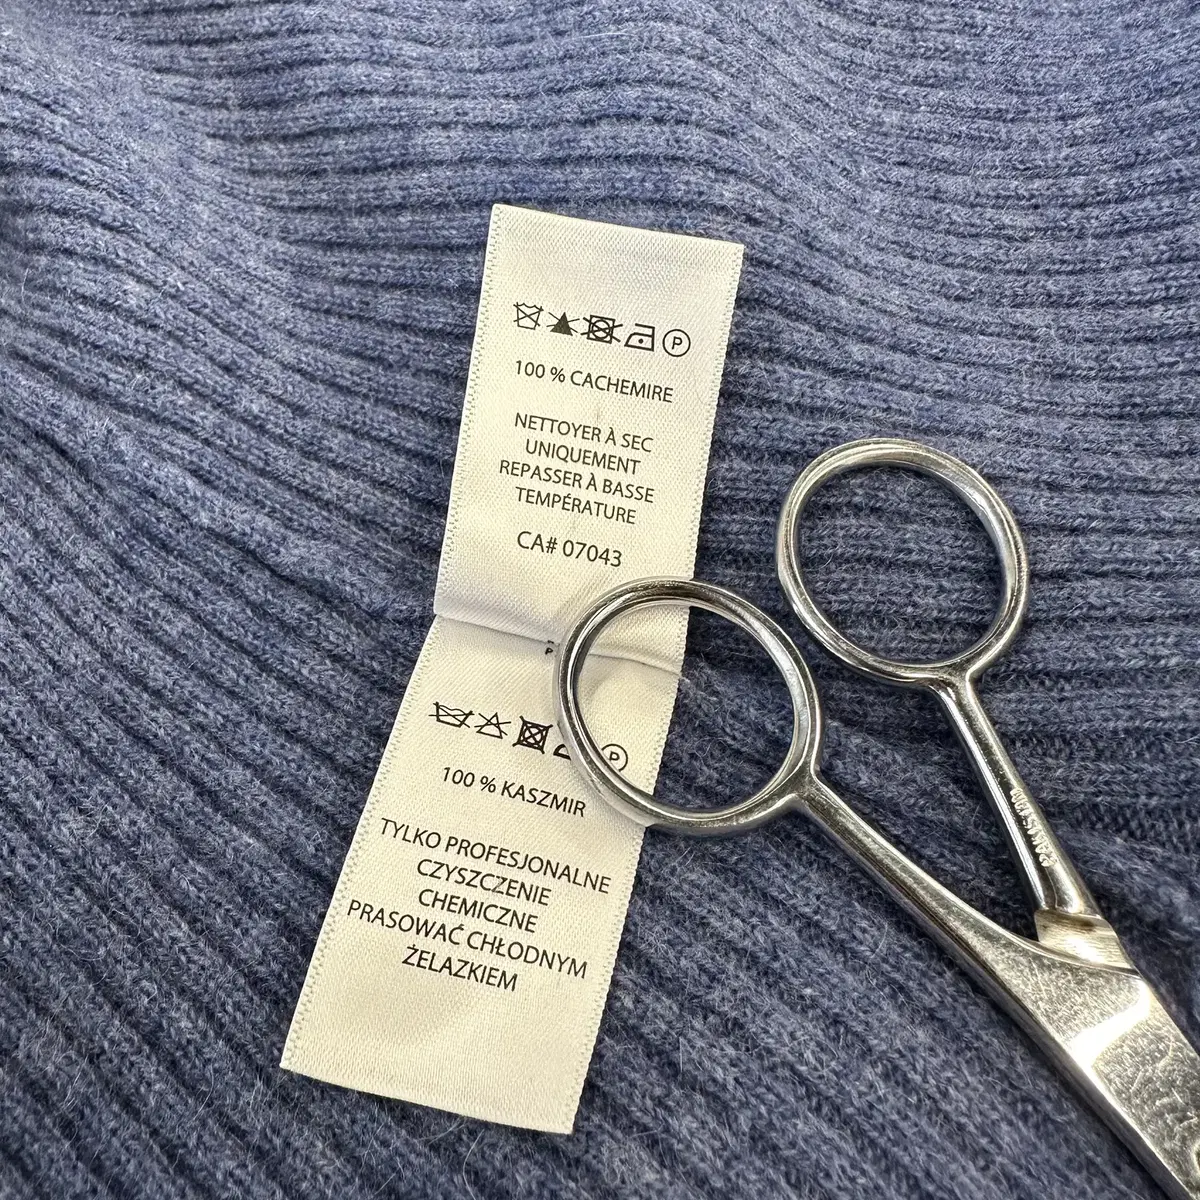 P
100 % CACHEMIRE
NETTOYER À SEC
UNIQUEMENT
REPASSER À BASSE
TEMPÉRATURE
CA# 07043
P
100 % KASZMIR
TYLKO PROFESJONALNE
CZYSZCZENIE
CHEMICZNE
PRASOWAĆ CHŁODNYM
ŻELAZKIEM
PAKISTAN